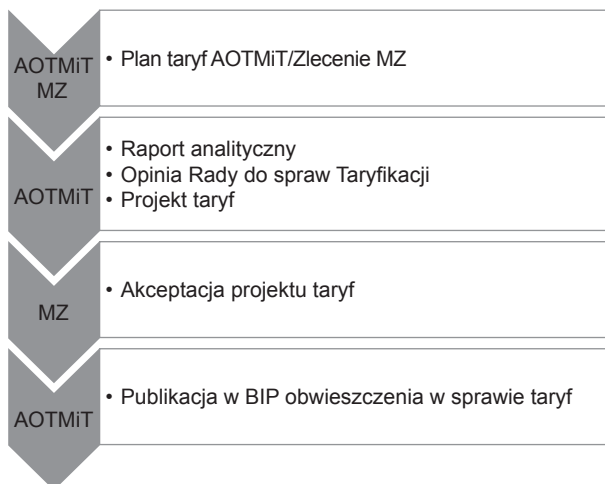 AOTMiT
MZ
• Plan taryf AOTMiT/Zlecenie MZ
AOTMiT
• Raport analityczny
• Opinia Rady do spraw Taryfikacji
• Projekt taryf
MZ
• Akceptacja projektu taryf
AOTMiT
• Publikacja w BIP obwieszczenia w sprawie taryf